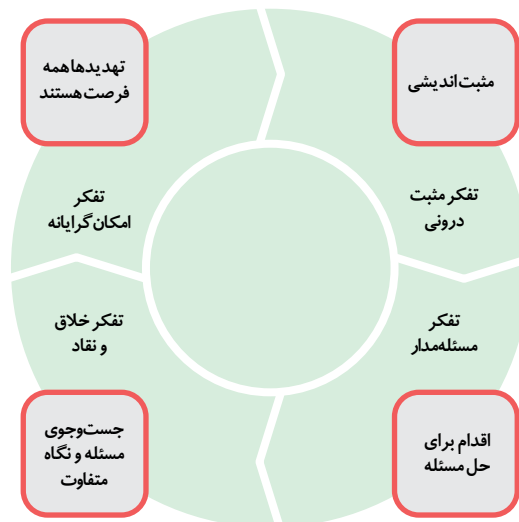 مثبت‌اندیشی
تفکر مثبت
درونی
تفکر
مسئله‌مدار
اقدام برای
حل مسئله
جست‌وجوی
مسئله و نگاه
متفاوت
تفکر خلاق
و نقاد
تفکر
امکان‌گرایانه
تهدیدها همه
فرصت هستند